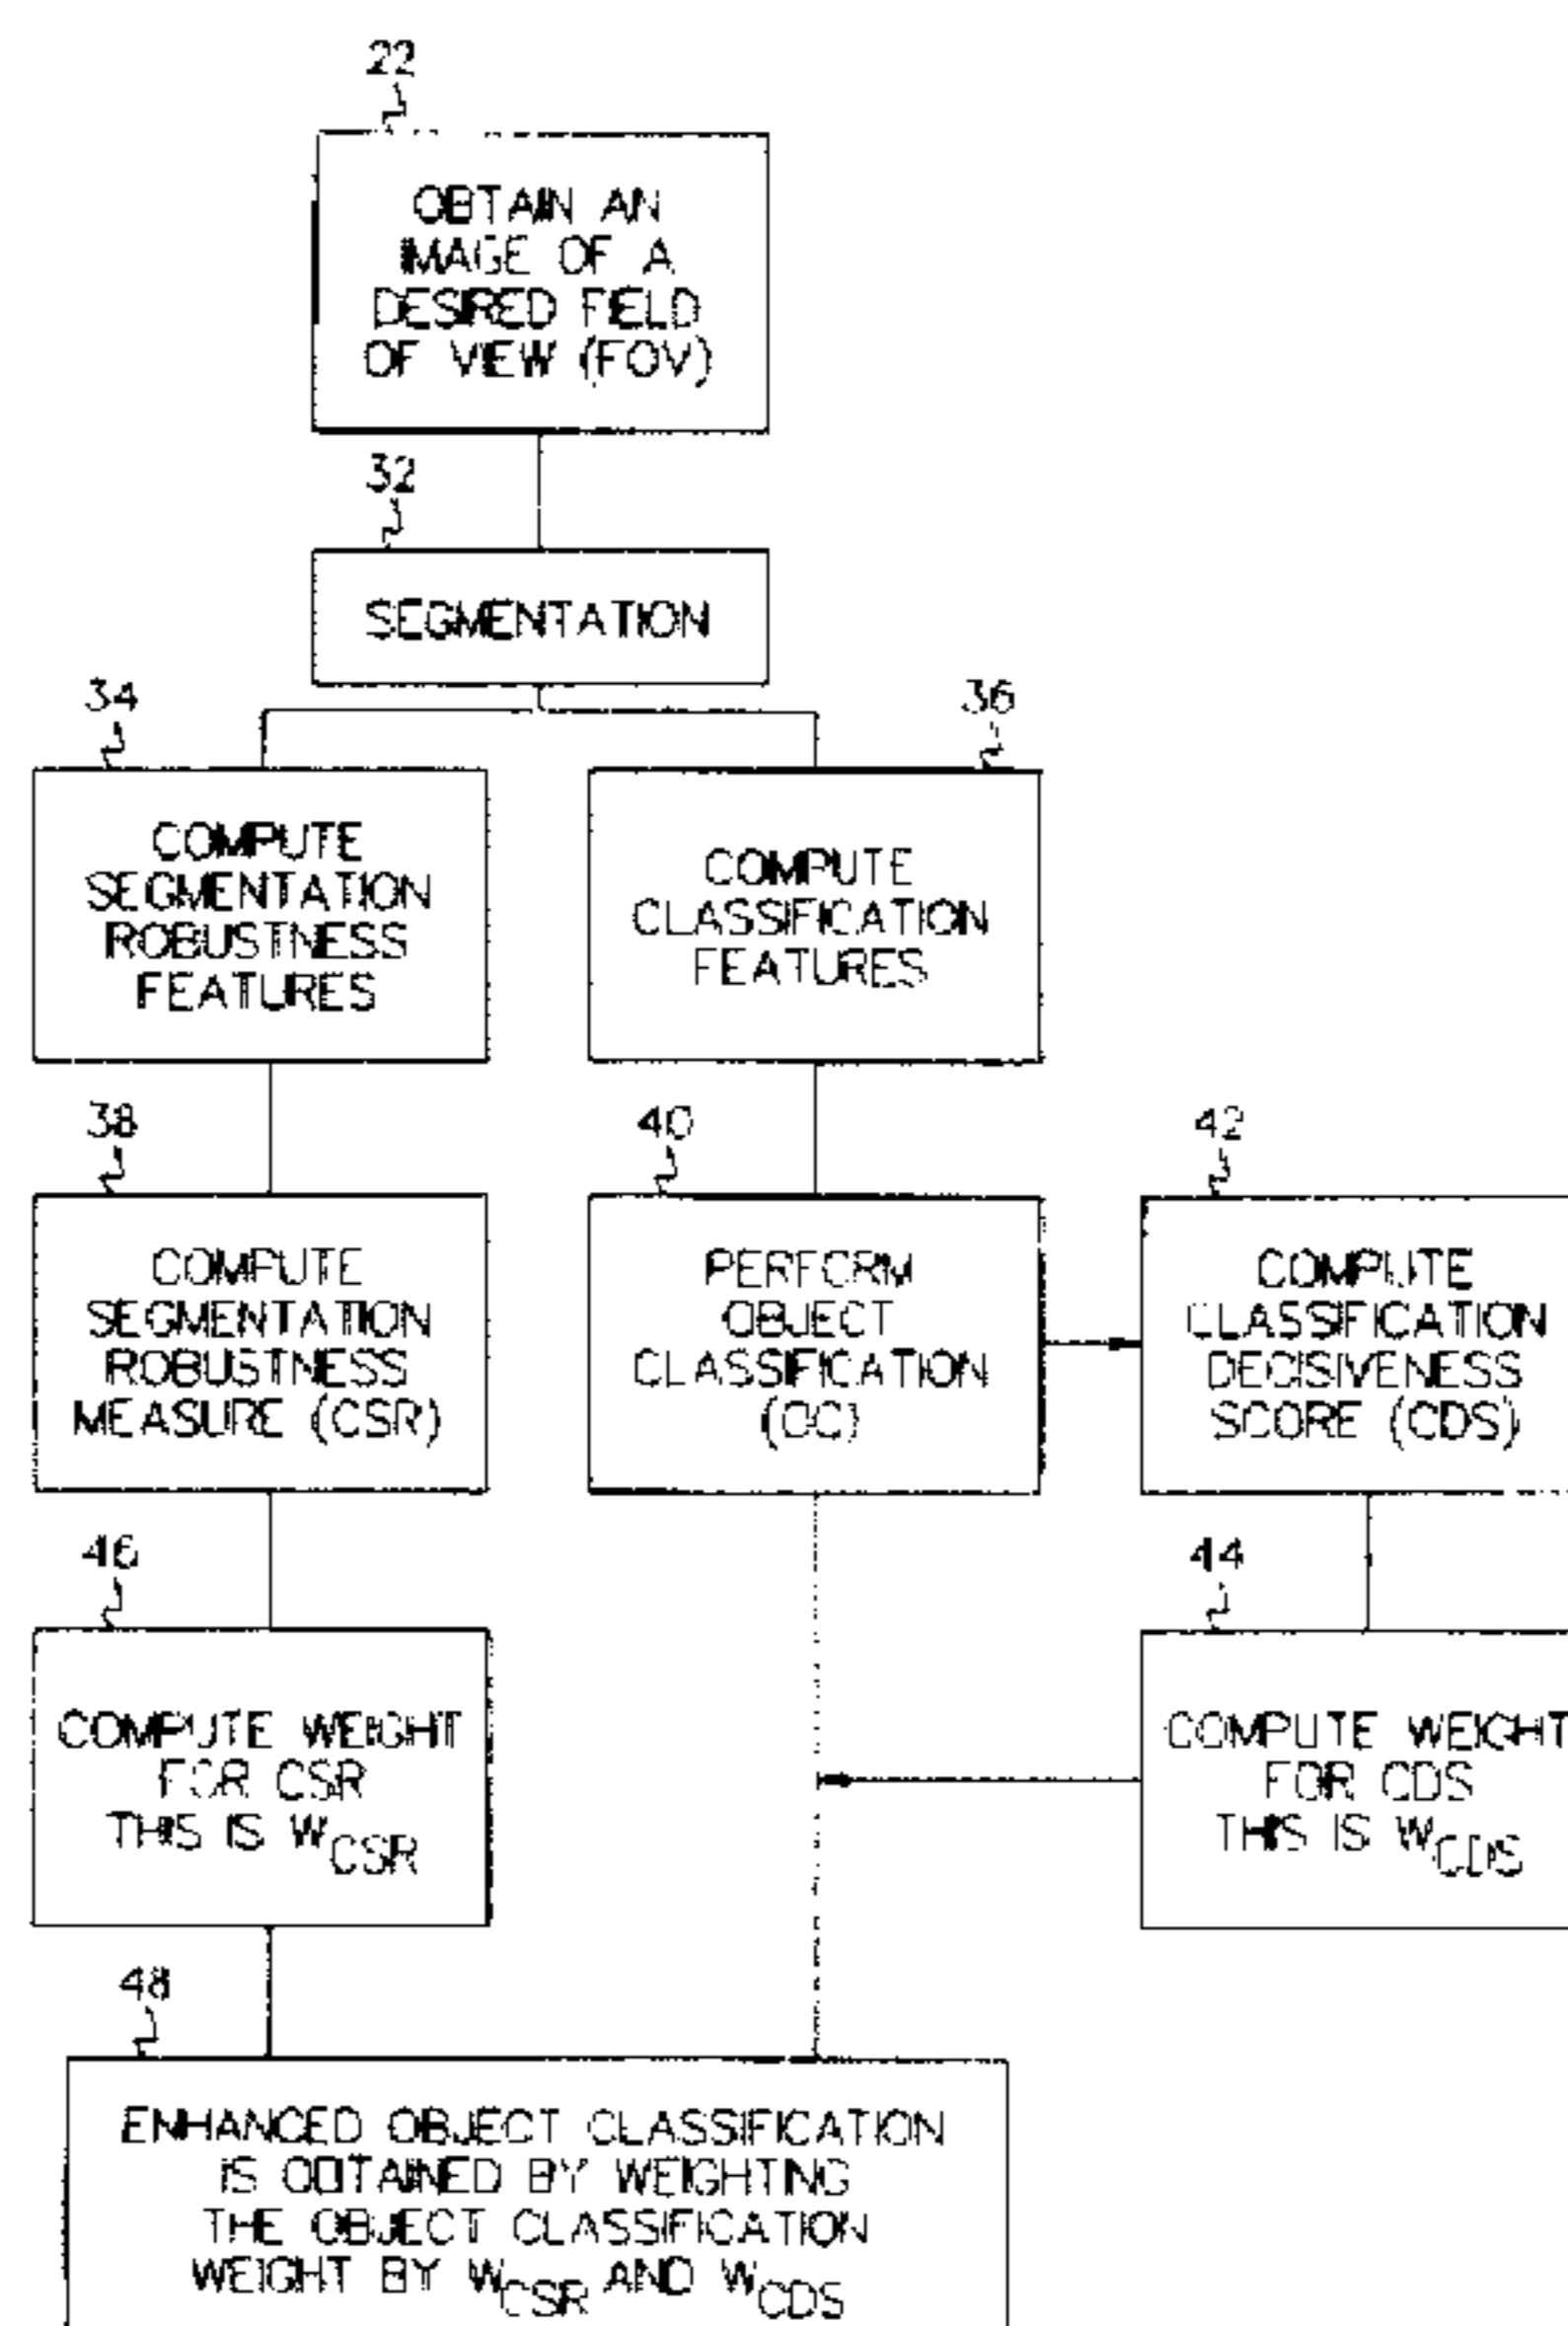 22
OBTAIN AN
IMAGE OF A
DESIRED FIELD
OF VIEW (FOV)
32
SEGMENTATION
34
COMPUTE
SEGMENTATION
ROBUSTNESS
FEATURES
36
COMPUTE
CLASSIFICATION
FEATURES
38
COMPUTE
SEGMENTATION
ROBUSTNESS
MEASURE (CSR)
40
PERFORM
OBJECT
CLASSIFICATION
(OC)
42
COMPUTE
CLASSIFICATION
DECISIVENESS
SCORE (CDS)
46
COMPUTE WEIGHT
FOR CSR
THIS IS WCSR
44
COMPUTE WEIGHT
FOR CDS
THIS IS WCDS
48
ENHANCED OBJECT CLASSIFICATION
IS OBTAINED BY WEIGHTING
THE OBJECT CLASSIFICATION
WEIGHT BY WCSR AND WCDS